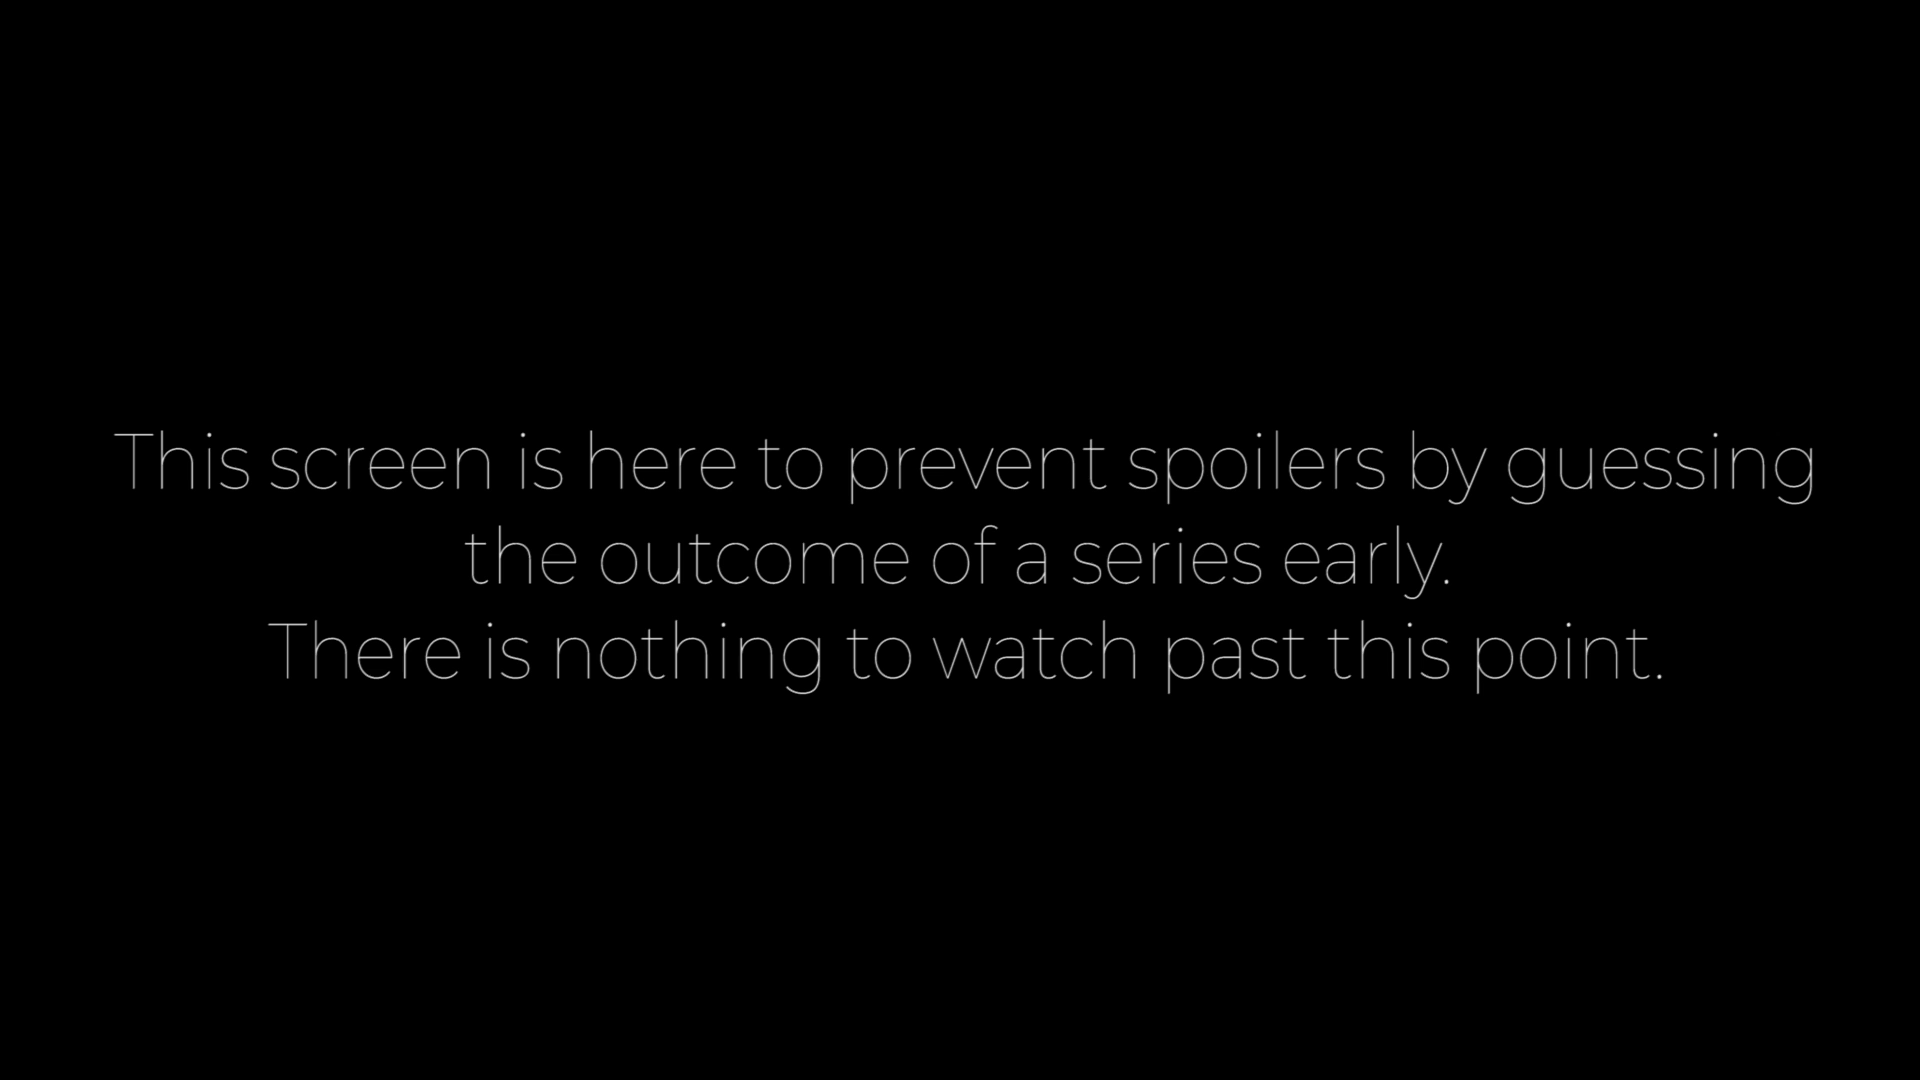 This screen is here to prevent spoilers by guessing
the outcome of a series early.
There is nothing to watch past this point.